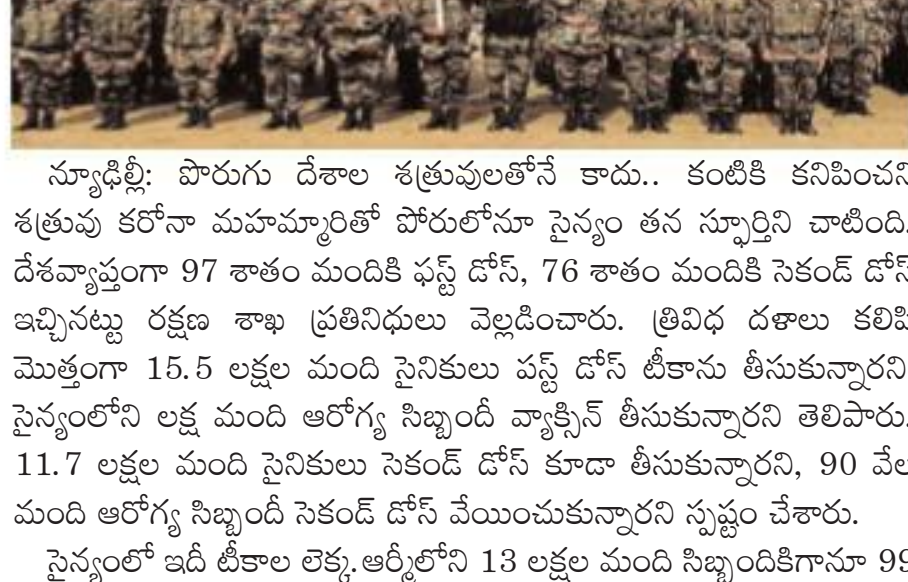 న్యూఢిల్లీ: పొరుగు దేశాల శత్రువులతోనే కాదు.. కంటికి కనిపించని
శత్రువు కరోనా మహమ్మారితో పోరులోనూ సైన్యం తన స్ఫూర్తిని చాటింది.
దేశవ్యాప్తంగా 97 శాతం మందికి ఫస్ట్ డోస్, 76 శాతం మందికి సెకండ్ డోస్
ఇచ్చినట్టు రక్షణ శాఖ ప్రతినిధులు వెల్లడించారు. త్రివిధ దళాలు కలిపి
మొత్తంగా 15.5 లక్షల మంది సైనికులు పస్ట్ డోస్ టీకాను తీసుకున్నారని
సైన్యంలోని లక్ష మంది ఆరోగ్య సిబ్బందీ వ్యాక్సిన్ తీసుకున్నారని తెలిపారు.
11.7 లక్షల మంది సైనికులు సెకండ్ డోస్ కూడా తీసుకున్నారని, 90 వేల
మంది ఆరోగ్య సిబ్బందీ సెకండ్ డోస్ వేయించుకున్నారని స్పష్టం చేశారు.
సైన్యంలో ఇదీ టీకాల లెక్క.ఆర్మీలోని 13 లక్షల మంది సిబ్బందికిగానూ 99